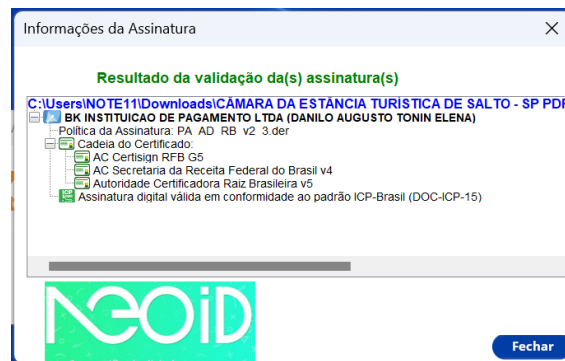 Informações da Assinatura
Resultado da validação da(s) assinatura(s)
C:\Users\NOTE11\Downloads\CÂMARA DA ESTÂNCIA TURÍSTICA DE SALTO - SP PDF
BK INSTITUICAO DE PAGAMENTO LTDA (DANILO AUGUSTO TONIN ELENA)
Política da Assinatura: PA_AD_RB_v2_3.der
Cadeia do Certificado:
AC Certisign RFB G5
AC Secretaria da Receita Federal do Brasil v4
Autoridade Certificadora Raiz Brasileira v5
Assinatura digital válida em conformidade ao padrão ICP-Brasil (DOC-ICP-15)
NEOiD
Fechar